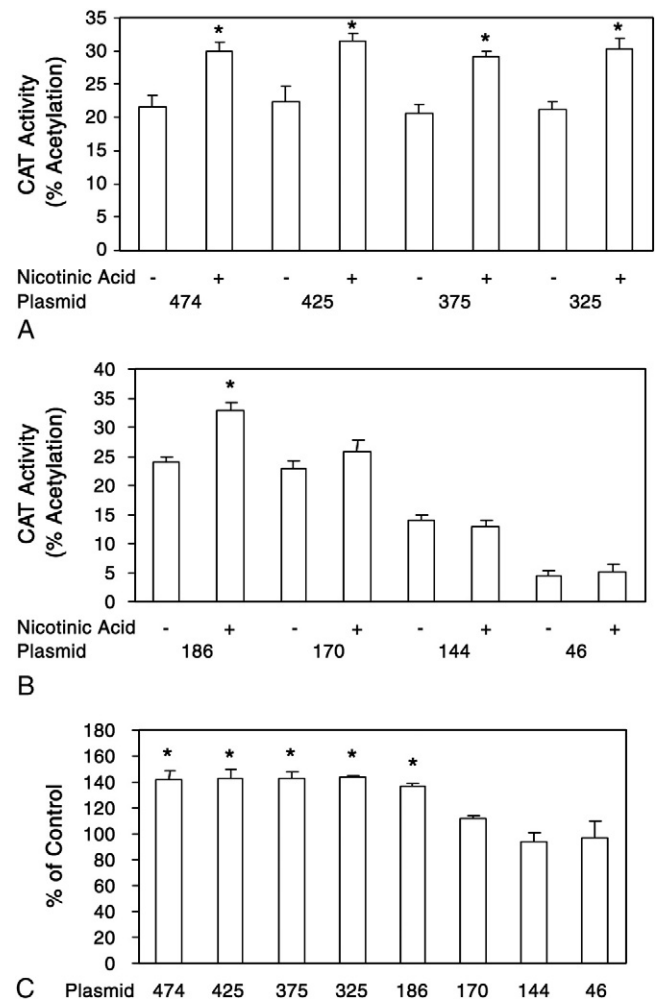 35
*
*
*
*
30
25
20
15
10
5
0
CAT Activity
(% Acetylation)
Nicotinic Acid - + - + - + - +
Plasmid 474 425 375 325
A
40
35
*
30
25
20
15
10
5
0
CAT Activity
(% Acetylation)
Nicotinic Acid - + - + - + - +
Plasmid 186 170 144 46
B
180
160
* * * * *
140
120
100
80
60
40
20
0
% of Control
C Plasmid 474 425 375 325 186 170 144 46